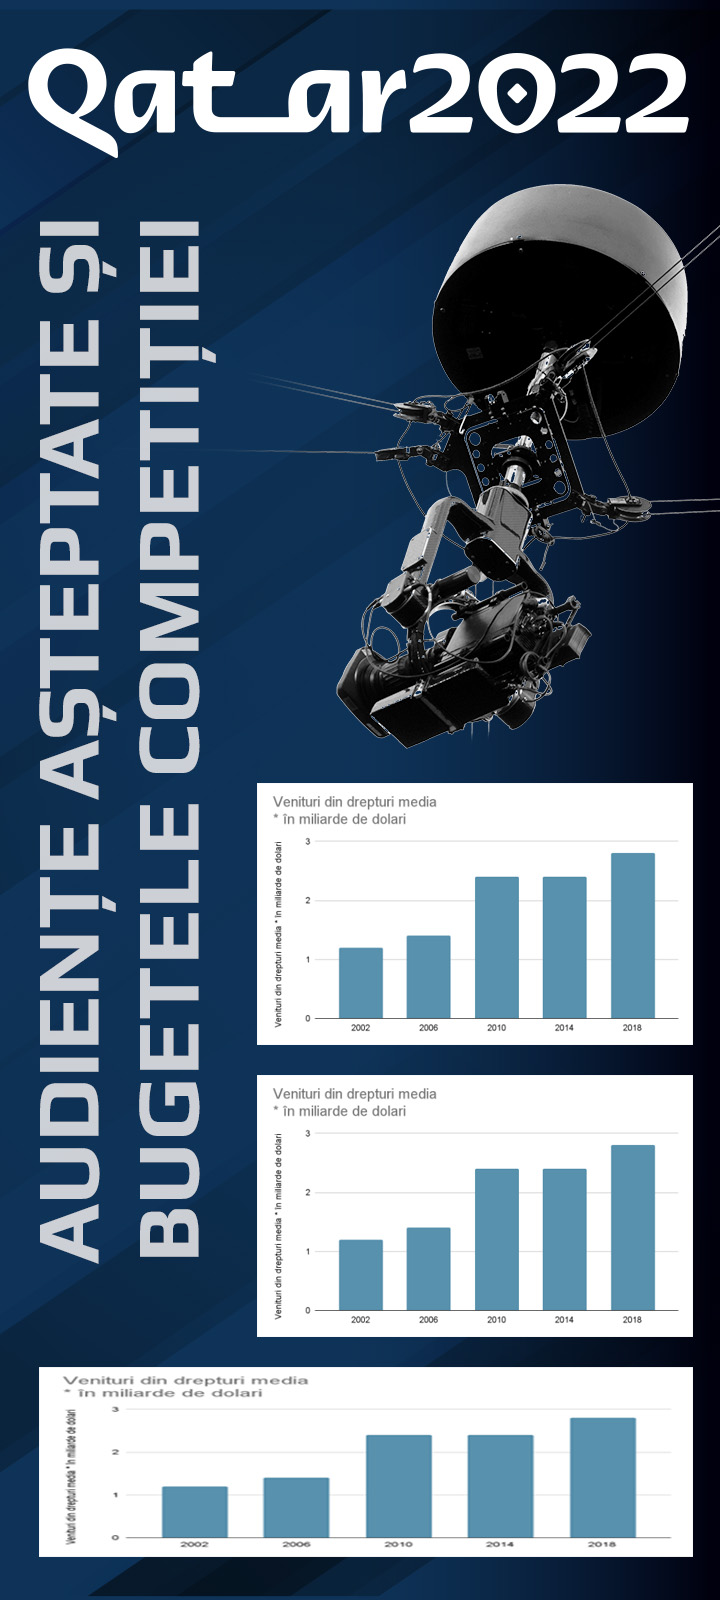 Qatar2022
AUDIENȚE AȘTEPTATE ȘI
BUGETELE COMPETIȚIEI
Venituri din drepturi media
* în miliarde de dolari
Venituri din drepturi media * în miliarde de dolari
3
2
1
0
2002 2006 2010 2014 2018
Venituri din drepturi media
* în miliarde de dolari
Venituri din drepturi media * în miliarde de dolari
3
2
1
0
2002 2006 2010 2014 2018
Venituri din drepturi media
* în miliarde de dolari
Venituri din drepturi media * în miliarde de dolari
3
2
1
0
2002 2006 2010 2014 2018